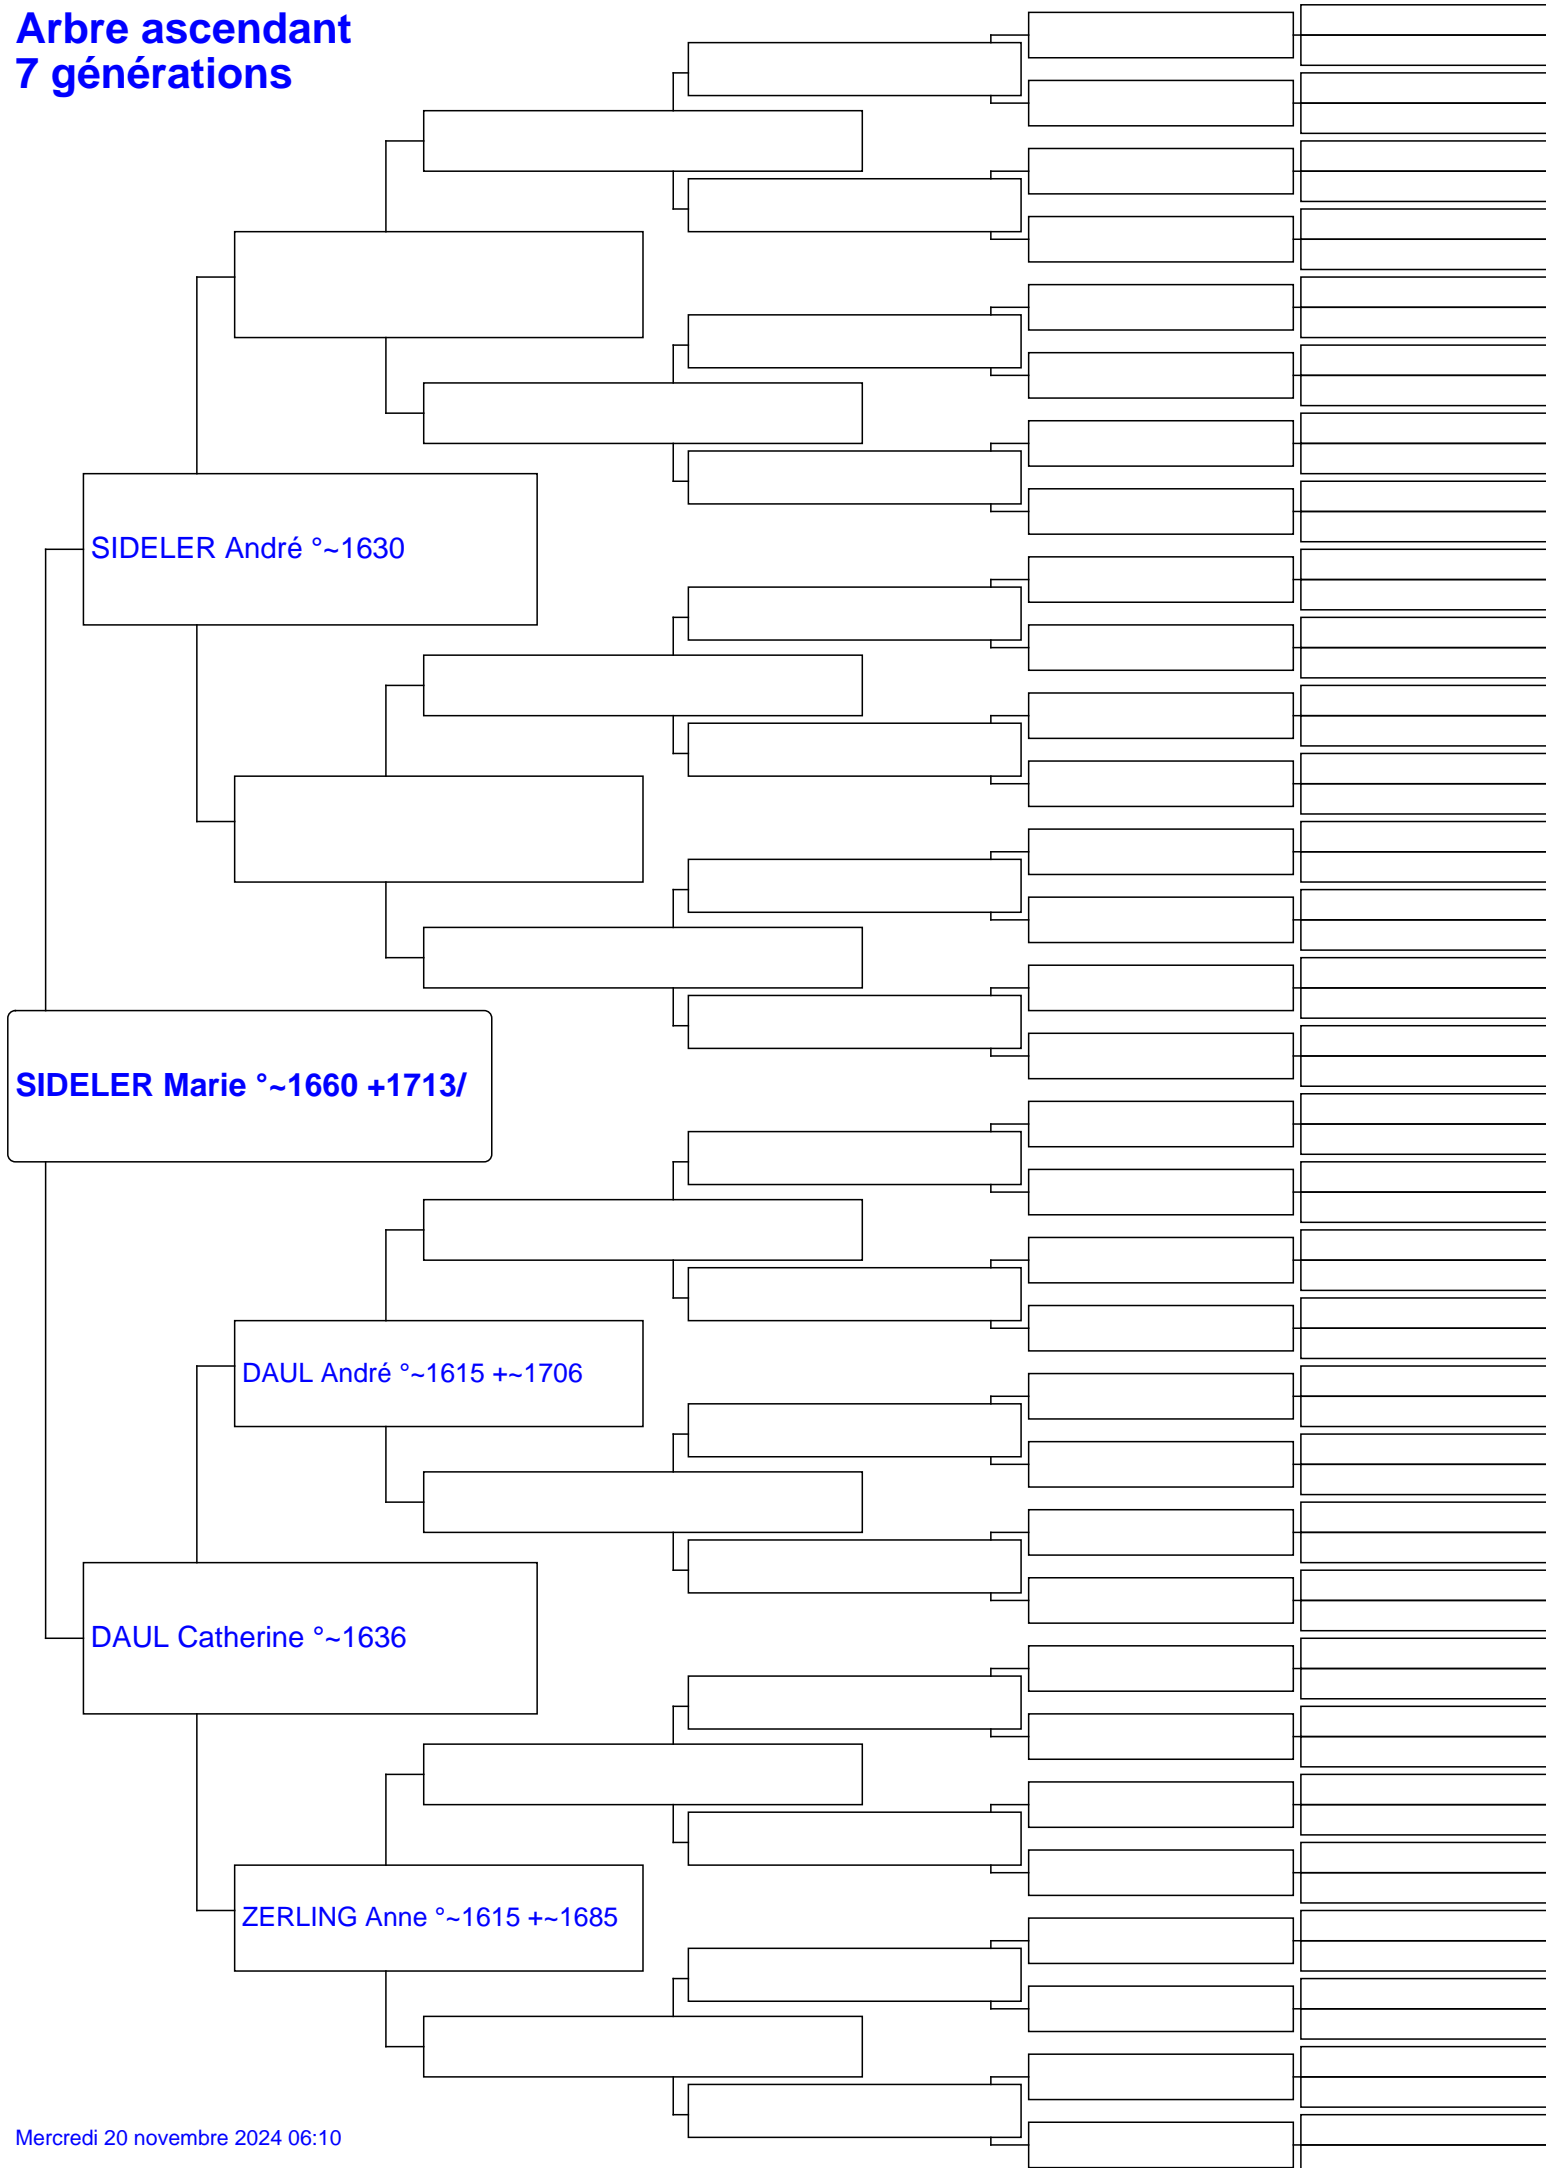 Arbre ascendant
7 générations
SIDELER André °~1630
SIDELER Marie °~1660 +1713/
DAUL André °~1615 +~1706
DAUL Catherine °~1636
ZERLING Anne °~1615 +~1685
Mercredi 20 novembre 2024 06:10